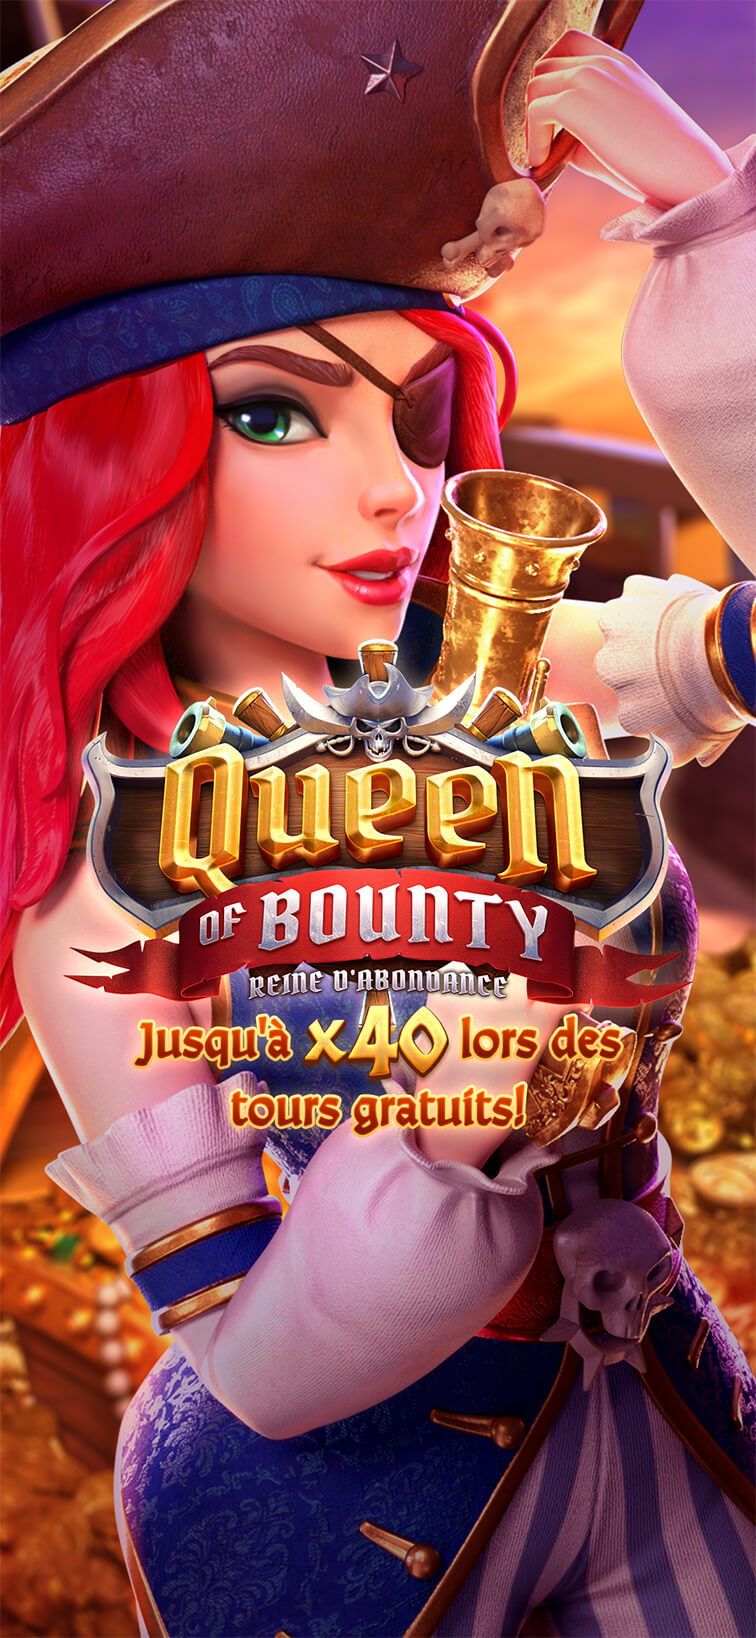 Queen
OF BOUNTY
REINE D'ABONDANCE
Jusqu'à x40 lors des
tours gratuits!